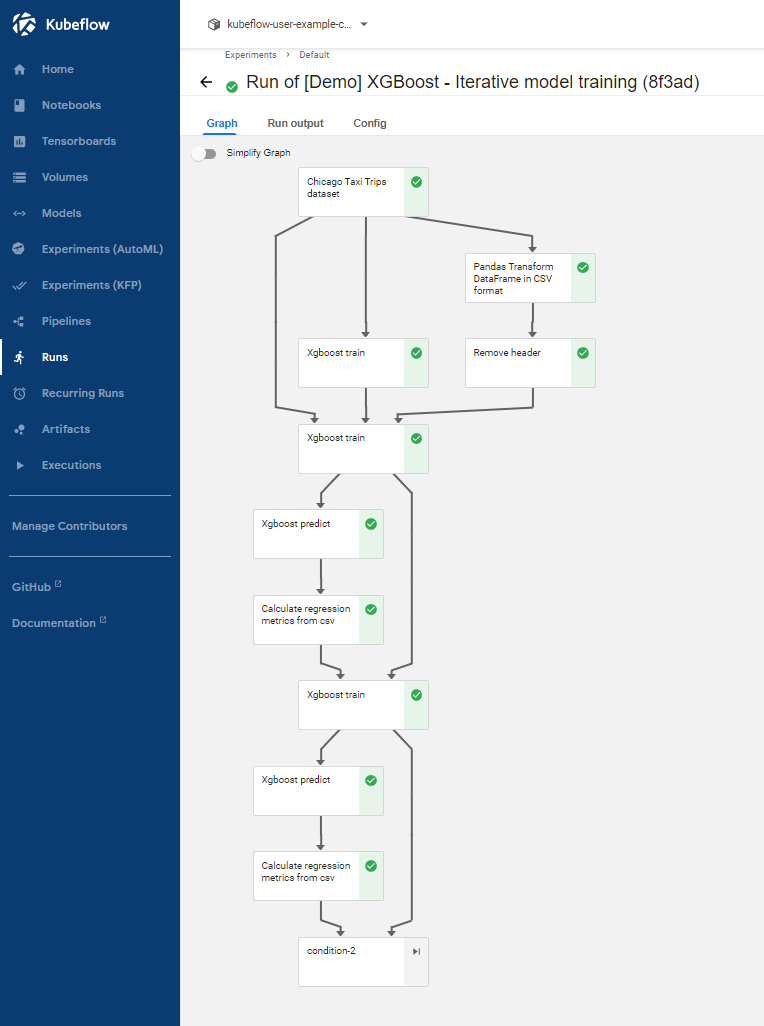 Kubeflow
Home
Notebooks
Tensorboards
Volumes
Models
Experiments (AutoML)
Experiments (KFP)
Pipelines
Runs
Recurring Runs
Artifacts
Executions
Manage Contributors
GitHub
Documentation
kubeflow-user-example-c...
Experiments > Default
Run of [Demo] XGBoost - Iterative model training (8f3ad)
Graph Run output Config
Simplify Graph
Chicago Taxi Trips
dataset
Pandas Transform
DataFrame in CSV
format
Xgboost train
Remove header
Xgboost train
Xgboost predict
Calculate regression
metrics from csv
Xgboost train
Xgboost predict
Calculate regression
metrics from csv
condition-2